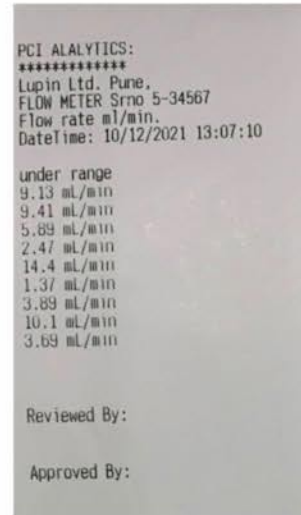 PCI ALALYTICS:
*************
Lupin Ltd. Pune,
FLOW METER Srno 5-34567
Flow rate ml/min.
DateTime: 10/12/2021 13:07:10
under range
9.13 mL/min
9.41 mL/min
5.89 mL/min
2.47 mL/min
14.4 mL/min
1.37 mL/min
3.89 mL/min
10.1 mL/min
3.69 mL/min
Reviewed By:
Approved By: